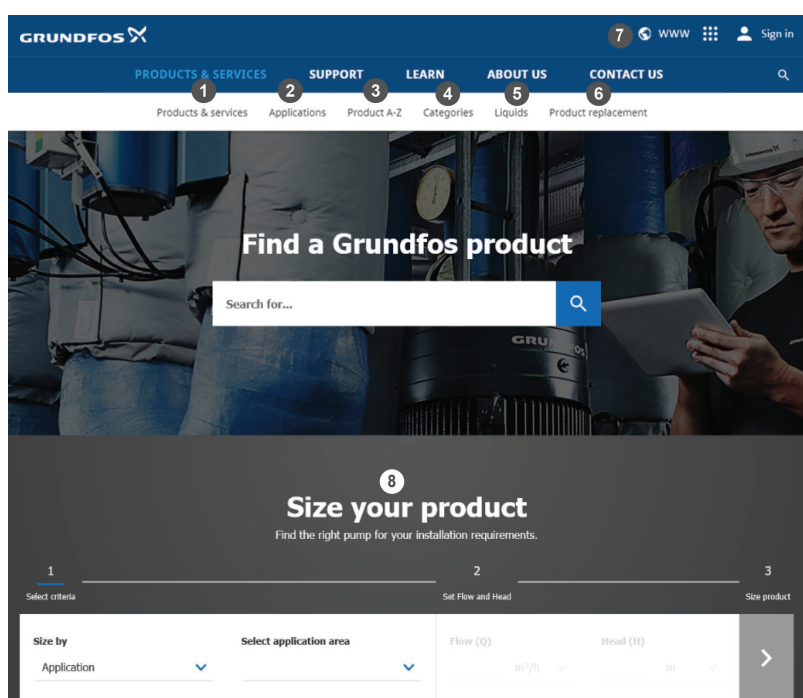 GRUNDFOS
7 WWW Sign in
PRODUCTS & SERVICES SUPPORT LEARN ABOUT US CONTACT US
1 2 3 4 5 6
Products & services Applications Product A-Z Categories Liquids Product replacement
Find a Grundfos product
Search for...
8
Size your product
Find the right pump for your installation requirements.
1 2 3
Select criteria Set Flow and Head Size product
Size by Select application area Flow (Q) Head (H)
Application m³/h m